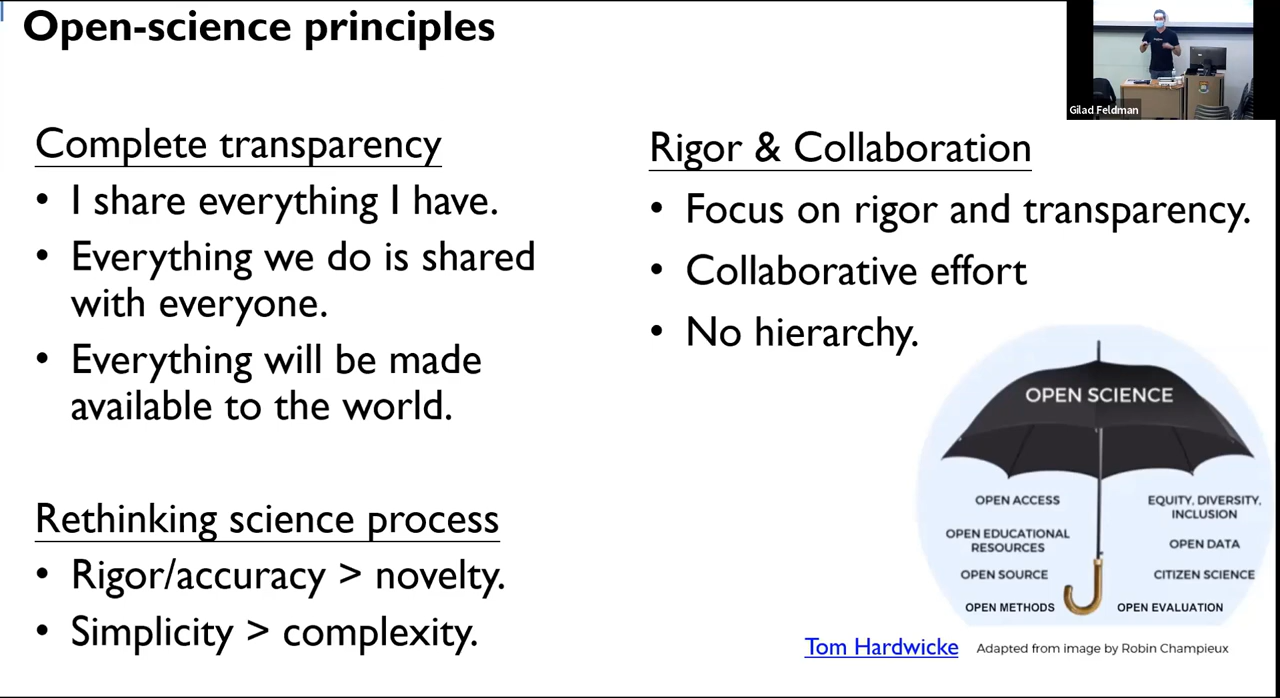 Open-science principles
Gilad Feldman
Complete transparency
• I share everything I have.
• Everything we do is shared
with everyone.
• Everything will be made
available to the world.
Rethinking science process
• Rigor/accuracy > novelty.
• Simplicity > complexity.
Rigor & Collaboration
• Focus on rigor and transparency.
• Collaborative effort
• No hierarchy.
OPEN SCIENCE
OPEN ACCESS
OPEN EDUCATIONAL
RESOURCES
OPEN SOURCE
OPEN METHODS
EQUITY, DIVERSITY,
INCLUSION
OPEN DATA
CITIZEN SCIENCE
OPEN EVALUATION
Tom Hardwicke
Adapted from image by Robin Champieux